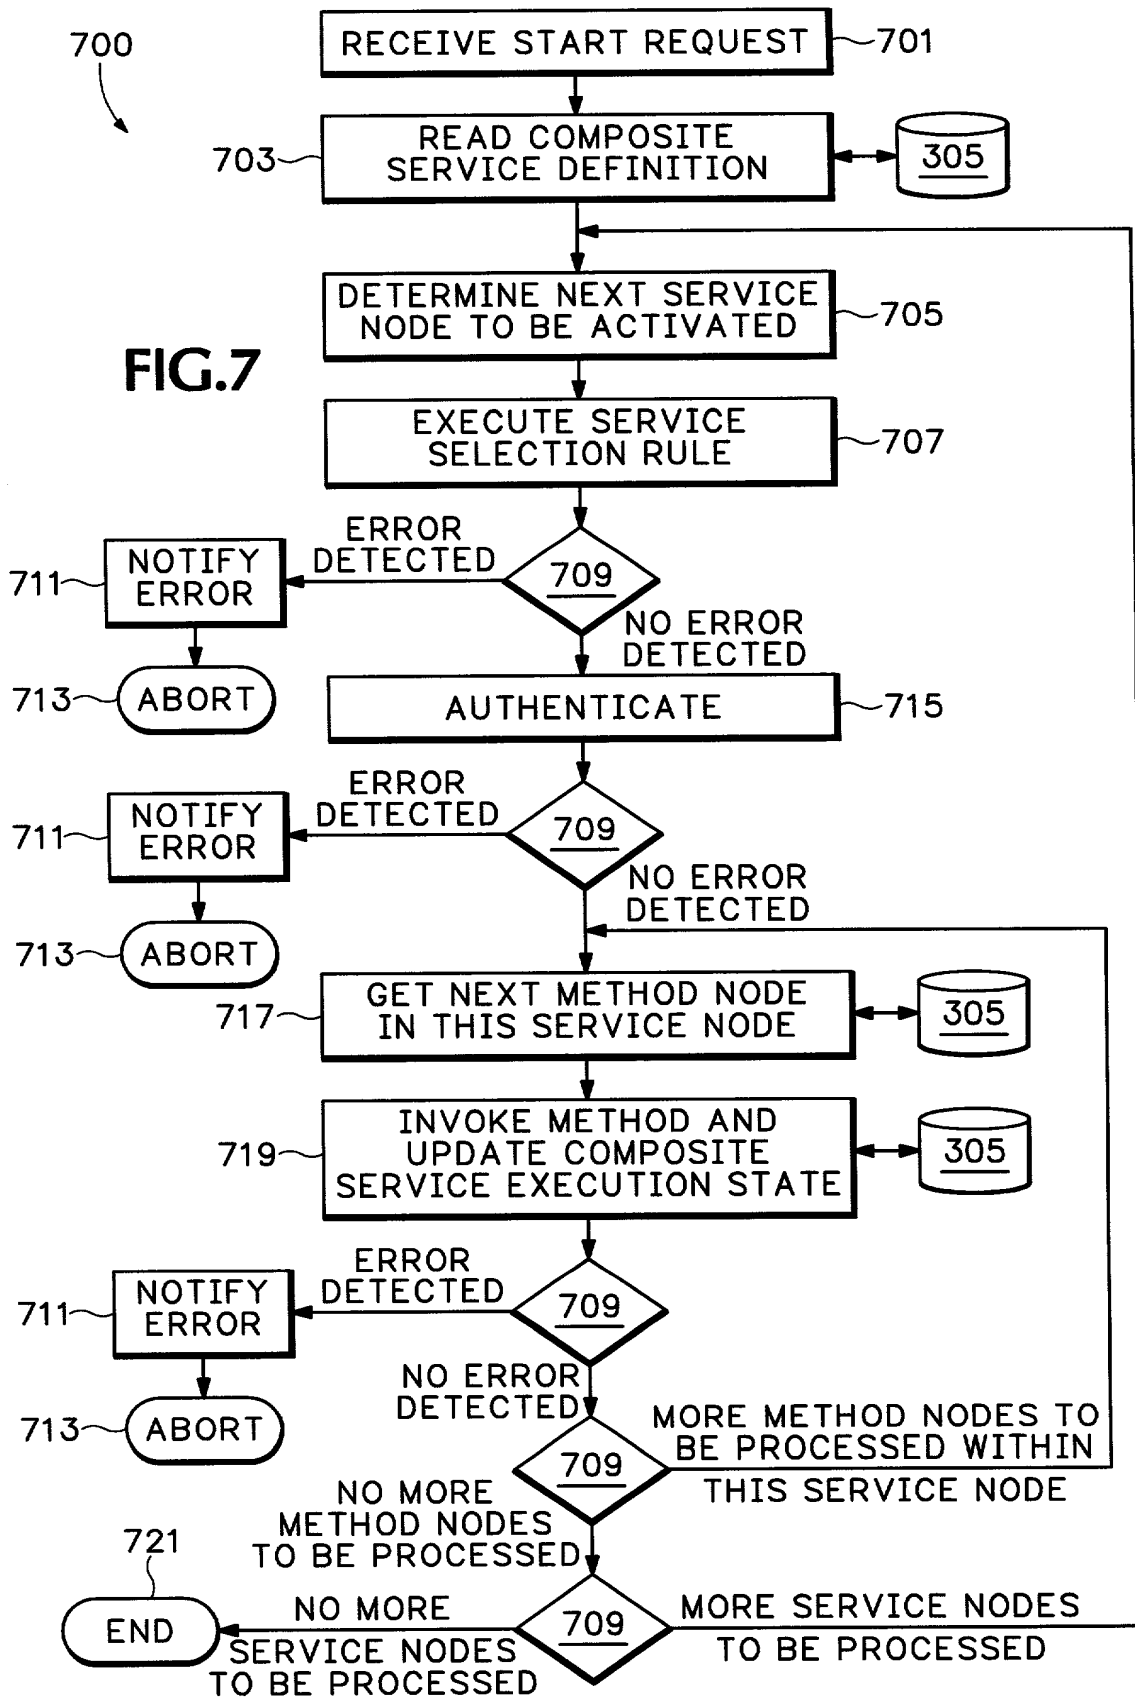 700
RECEIVE START REQUEST
701
703
READ COMPOSITE
SERVICE DEFINITION
305
DETERMINE NEXT SERVICE
NODE TO BE ACTIVATED
705
FIG.7
EXECUTE SERVICE
SELECTION RULE
707
ERROR
DETECTED
709
711
NOTIFY
ERROR
NO ERROR
DETECTED
713
ABORT
AUTHENTICATE
715
ERROR
DETECTED
709
711
NOTIFY
ERROR
NO ERROR
DETECTED
713
ABORT
717
GET NEXT METHOD NODE
IN THIS SERVICE NODE
305
719
INVOKE METHOD AND
UPDATE COMPOSITE
SERVICE EXECUTION STATE
305
ERROR
DETECTED
709
711
NOTIFY
ERROR
NO ERROR
DETECTED
713
ABORT
709
MORE METHOD NODES TO
BE PROCESSED WITHIN
THIS SERVICE NODE
NO MORE
METHOD NODES
TO BE PROCESSED
721
END
NO MORE
SERVICE NODES
TO BE PROCESSED
709
MORE SERVICE NODES
TO BE PROCESSED